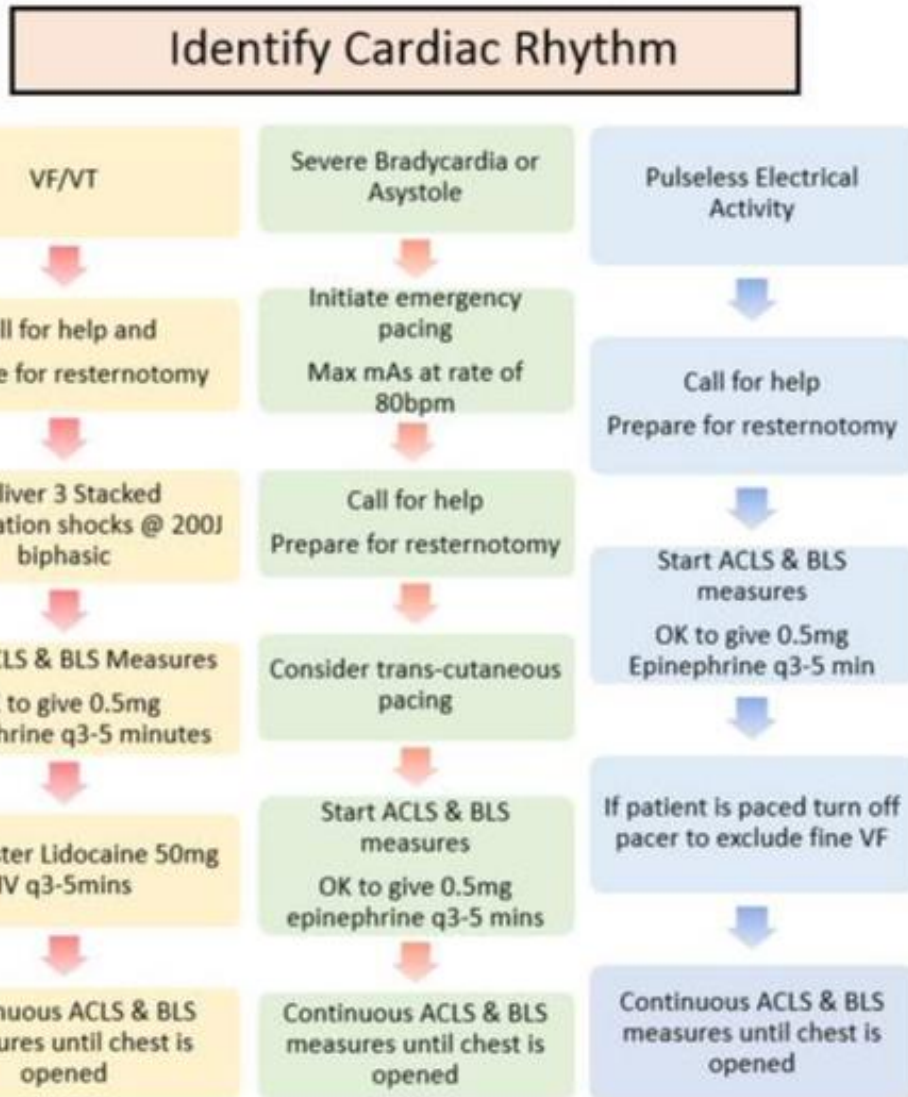 Identify Cardiac Rhythm
VF/VT
ll for help and
e for resternotomy
liver 3 Stacked
ation shocks @ 200J
biphasic
CLS & BLS Measures
to give 0.5mg
hrine q3-5 minutes
ster Lidocaine 50mg
IV q3-5mins
nuous ACLS & BLS
ures until chest is
opened
Severe Bradycardia or
Asystole
Initiate emergency
pacing
Max mAs at rate of
80bpm
Call for help
Prepare for resternotomy
Consider trans-cutaneous
pacing
Start ACLS & BLS
measures
OK to give 0.5mg
epinephrine q3-5 mins
Continuous ACLS & BLS
measures until chest is
opened
Pulseless Electrical
Activity
Call for help
Prepare for resternotomy
Start ACLS & BLS
measures
OK to give 0.5mg
Epinephrine q3-5 min
If patient is paced turn off
pacer to exclude fine VF
Continuous ACLS & BLS
measures until chest is
opened